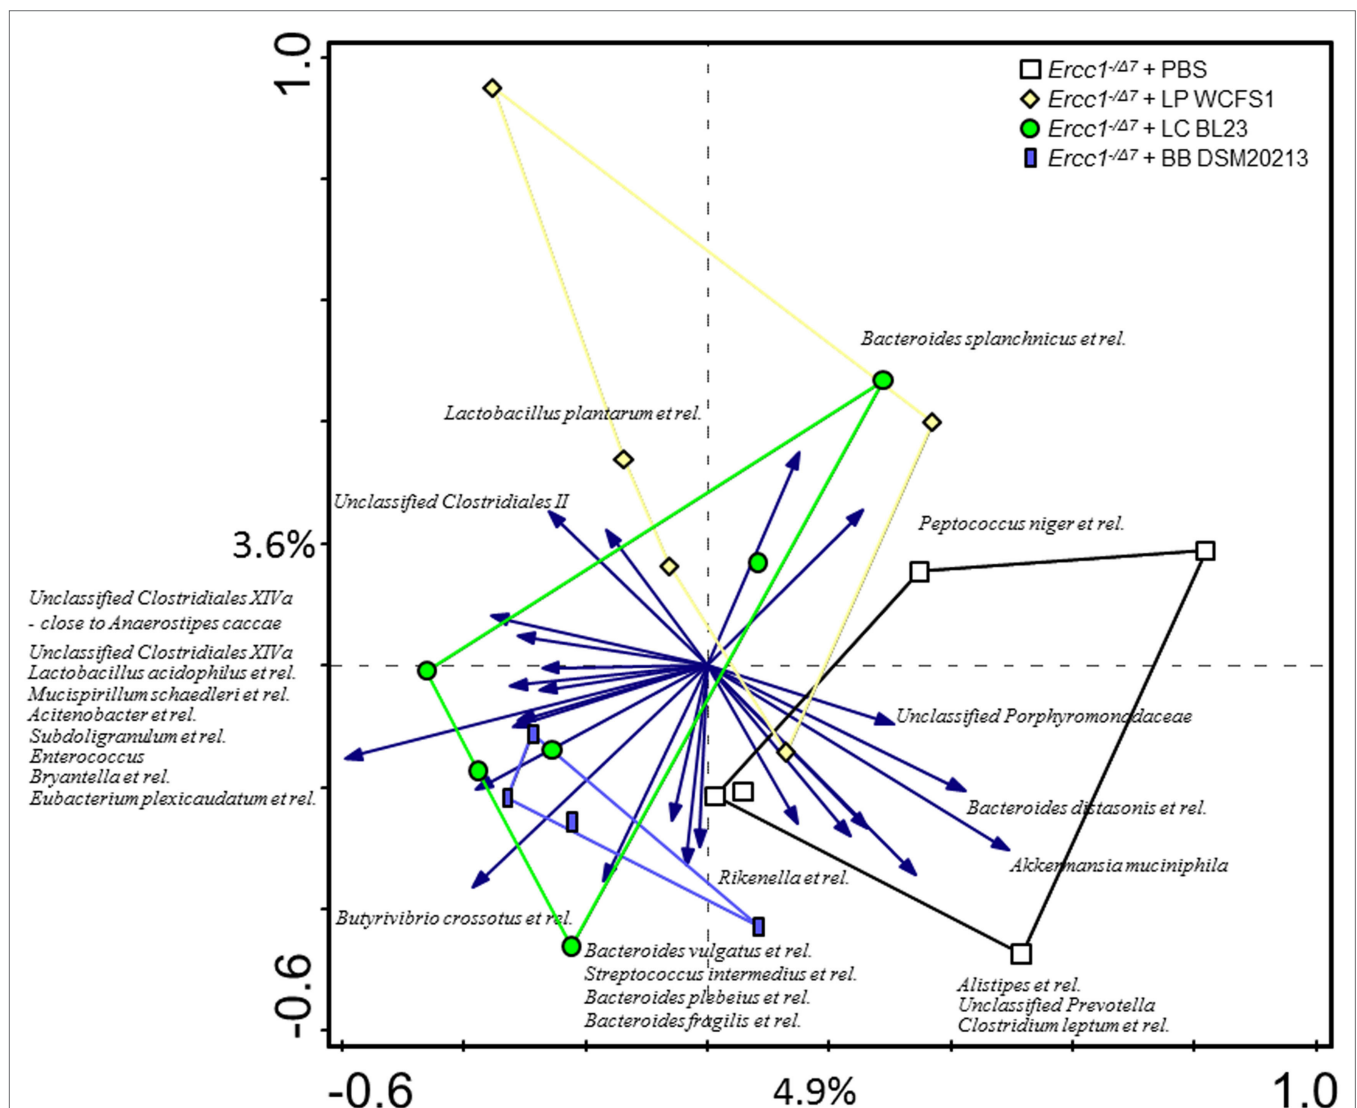 1.0
Ercc1-/Δ7 + PBS
Ercc1-/Δ7 + LP WCFS1
Ercc1-/Δ7 + LC BL23
Ercc1-/Δ7 + BB DSM20213
Bacteroides splanchnicus et rel.
Lactobacillus plantarum et rel.
Unclassified Clostridiales II
Peptococcus niger et rel.
3.6%
Unclassified Clostridiales XIVa
- close to Anaerostipes caccae
Unclassified Clostridiales XIVa
Lactobacillus acidophilus et rel.
Mucispirillum schaedleri et rel.
Acitenobacter et rel.
Subdoligranulum et rel.
Enterococcus
Bryantella et rel.
Eubacterium plexicaudatum et rel.
Unclassified Porphyromonadaceae
Bacteroides distasonis et rel.
Akkermansia muciniphila
Rikenella et rel.
Butyrivibrio crossotus et rel.
Bacteroides vulgatus et rel.
Streptococcus intermedius et rel.
Bacteroides plebeius et rel.
Bacteroides fragilis et rel.
Alistipes et rel.
Unclassified Prevotella
Clostridium leptum et rel.
-0.6
-0.6
4.9%
1.0